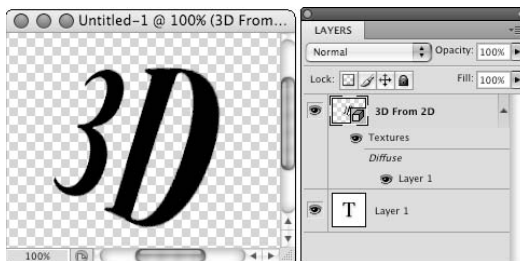 Untitled-1 @ 100% (3D From...
3D
100%
LAYERS
Normal
Opacity: 100%
Lock:
Fill: 100%
3D From 2D
Textures
Diffuse
Layer 1
T
Layer 1